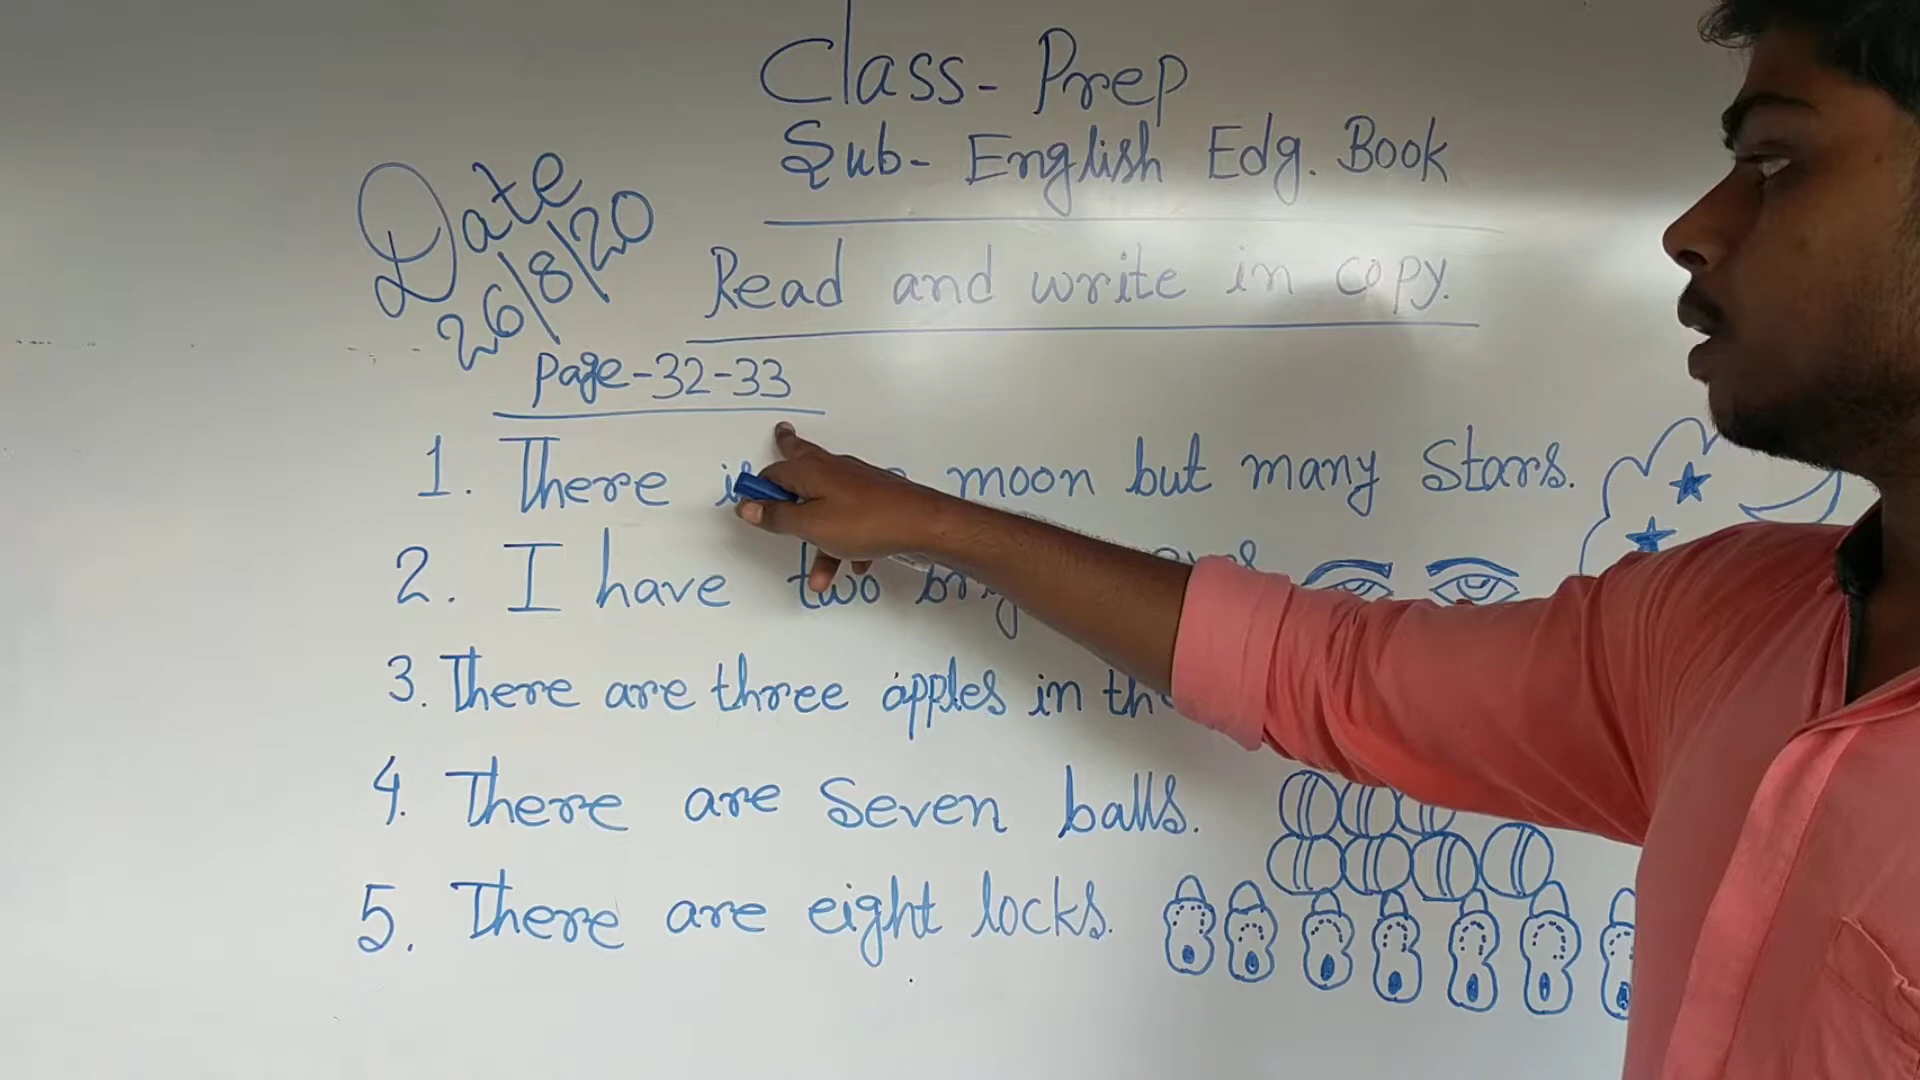 Class- Prep
Sub- English Edg. Book
Date
26/8/20
Read and write in copy.
Page-32-33
1. There is moon but many Stars.
2. I have two eyes
3. There are three apples in the
4. There are Seven balls.
5. There are eight locks.